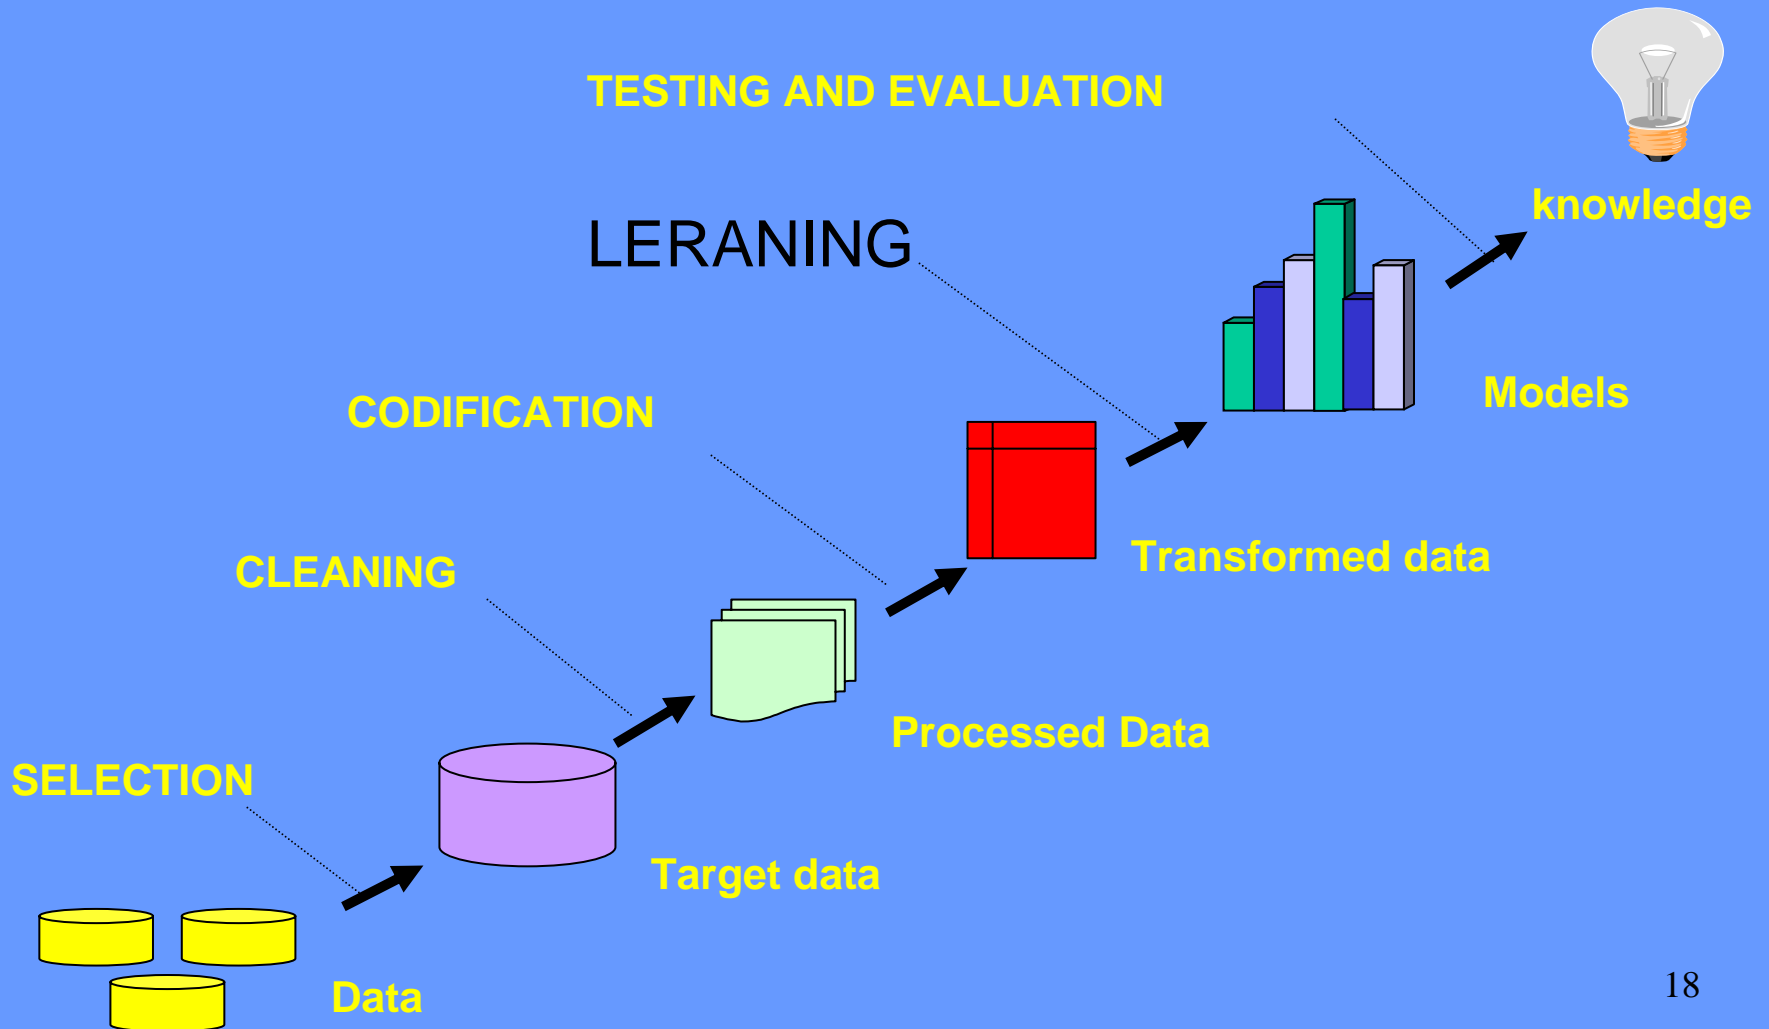 TESTING AND EVALUATION
knowledge
LERANING
Models
CODIFICATION
Transformed data
CLEANING
Processed Data
SELECTION
Target data
Data
18